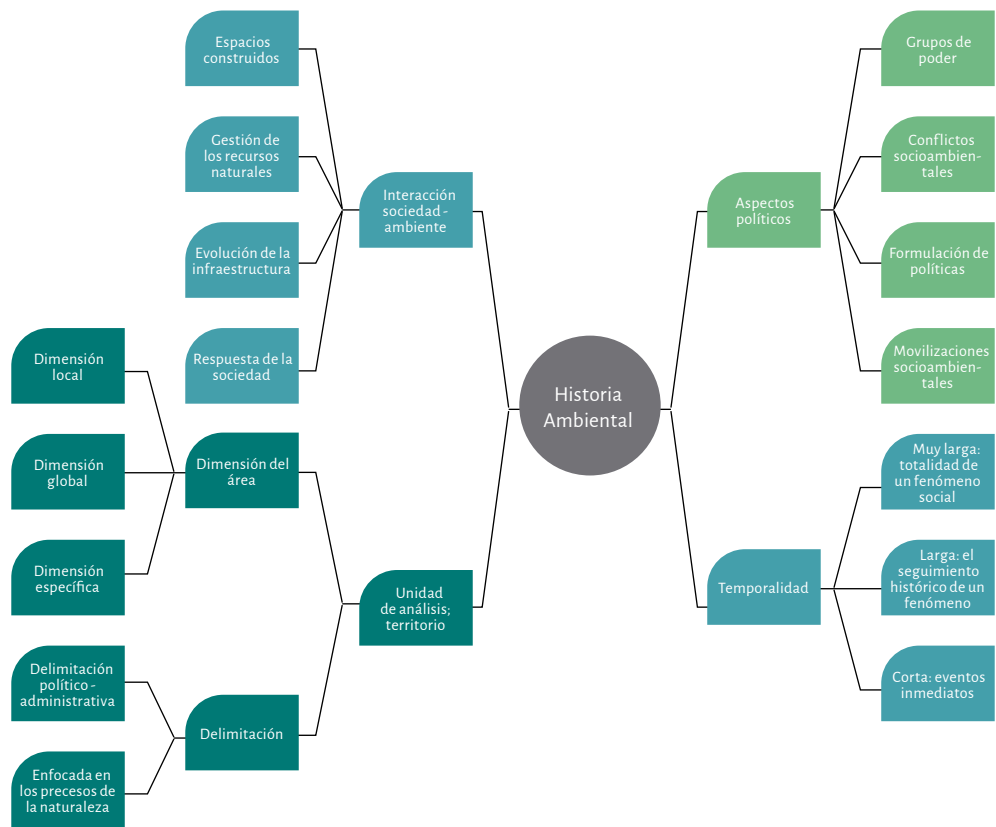 Historia
Ambiental
Interacción
sociedad -
ambiente
Espacios
construidos
Gestión de
los recursos
naturales
Evolución de la
infraestructura
Respuesta de la
sociedad
Unidad
de análisis;
territorio
Dimensión del
área
Dimensión
local
Dimensión
global
Dimensión
específica
Delimitación
Delimitación
político -
administrativa
Enfocada en
los precesos de
la naturaleza
Aspectos
políticos
Grupos de
poder
Conflictos
socioambien-
tales
Formulación de
políticas
Movilizaciones
socioambien-
tales
Temporalidad
Muy larga:
totalidad de
un fenómeno
social
Larga: el
seguimiento
histórico de un
fenómeno
Corta: eventos
inmediatos